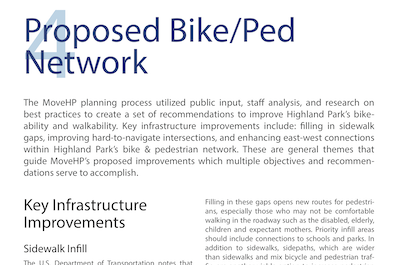 4
Proposed Bike/Ped
Network
The MoveHP planning process utilized public input, staff analysis, and research on
best practices to create a set of recommendations to improve Highland Park's bike-
ability and walkability. Key infrastructure improvements include: filling in sidewalk
gaps, improving hard-to-navigate intersections, and enhancing east-west connections
within Highland Park's bike & pedestrian network. These are general themes that
guide MoveHP's proposed improvements which multiple objectives and recommen-
dations serve to accomplish.
Key Infrastructure
Improvements
Sidewalk Infill
The U.S. Department of Transportation notes that
Filling in these gaps opens new routes for pedestri-
ans, especially those who may not be comfortable
walking in the roadway such as the disabled, elderly,
children and expectant mothers. Priority infill areas
should include connections to schools and parks. In
addition to sidewalks, sidepaths, which are wider
than sidewalks and mix bicycle and pedestrian traf-